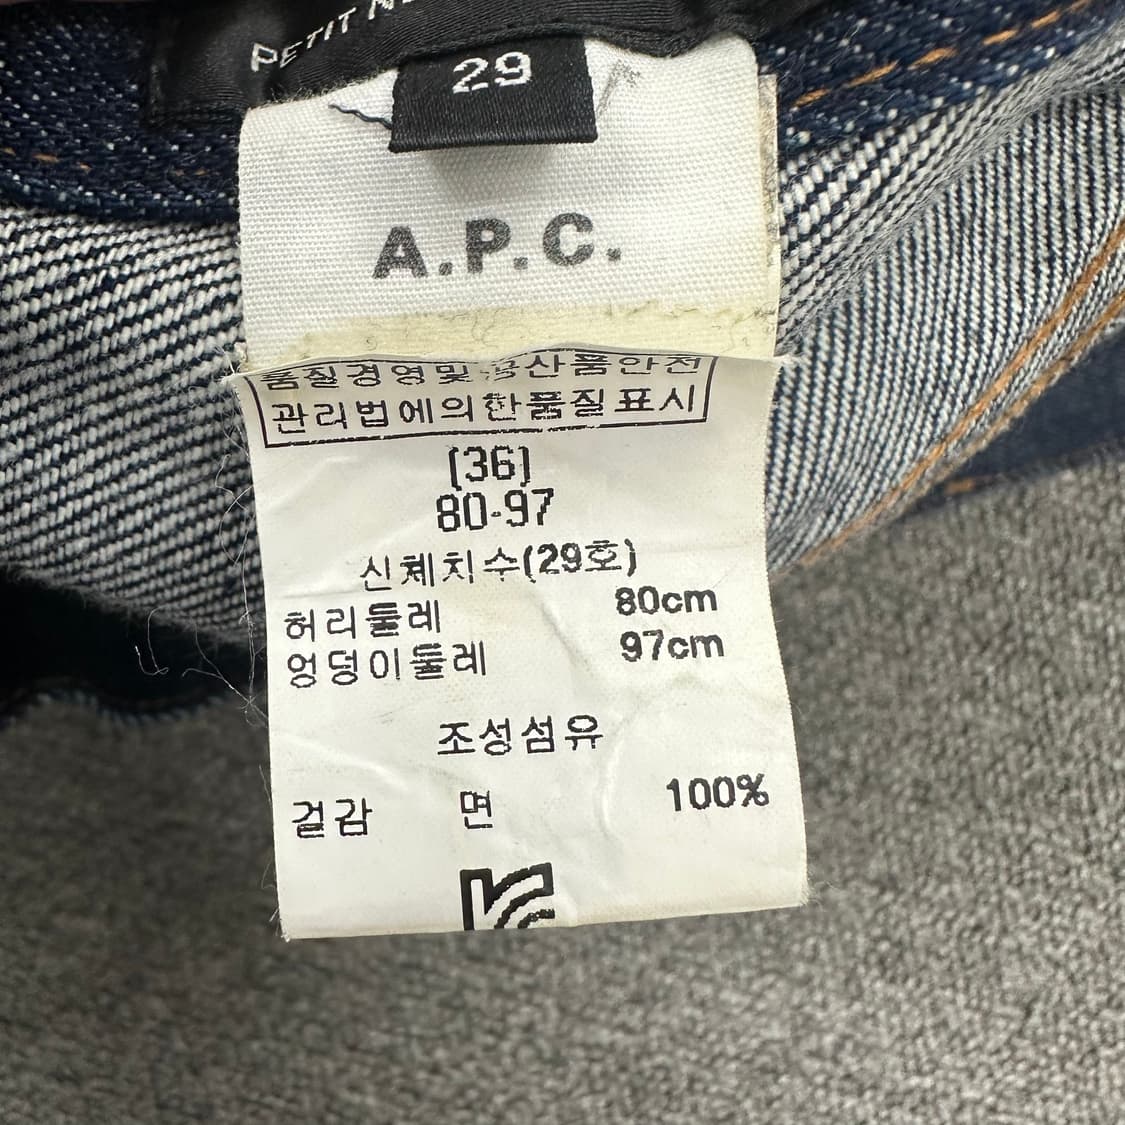 PETIT
29
A.P.C.
품질경영및공산품안전
관리법에의한품질표시
[36]
80-97
신체치수(29호)
허리둘레 80cm
엉덩이둘레 97cm
조성섬유
겉감 면 100%